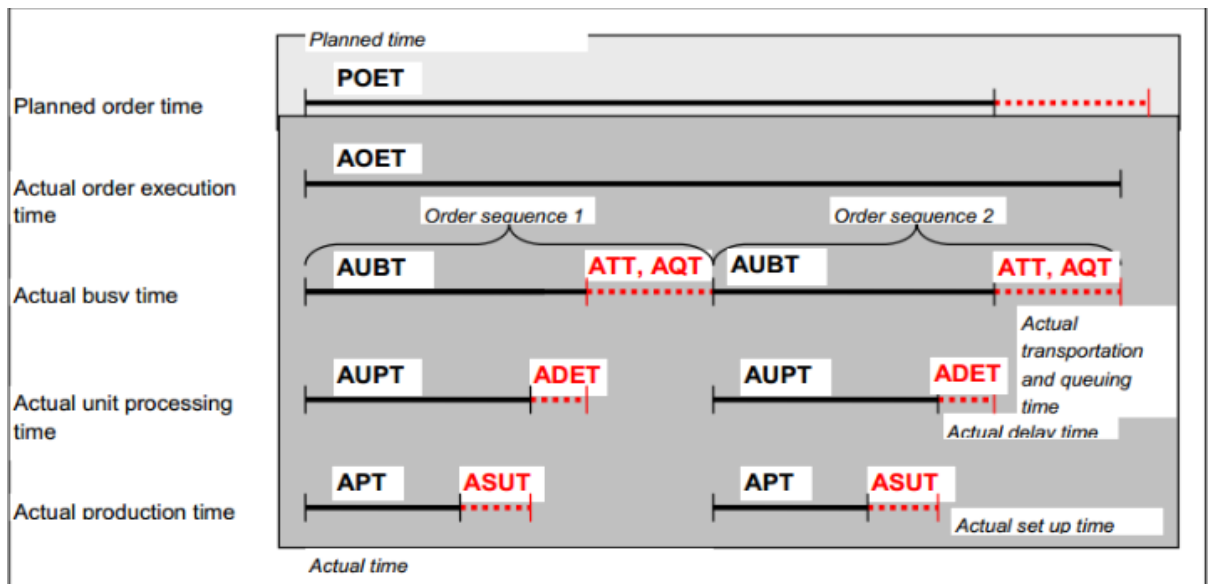 Planned time
POET
Planned order time
AOET
Actual order execution
time
Order sequence 1
Order sequence 2
AUBT
ATT, AQT
AUBT
ATT, AQT
Actual busy time
Actual
transportation
and queuing
time
AUPT
ADET
AUPT
ADET
Actual unit processing
time
Actual delay time
APT
ASUT
APT
ASUT
Actual production time
Actual set up time
Actual time